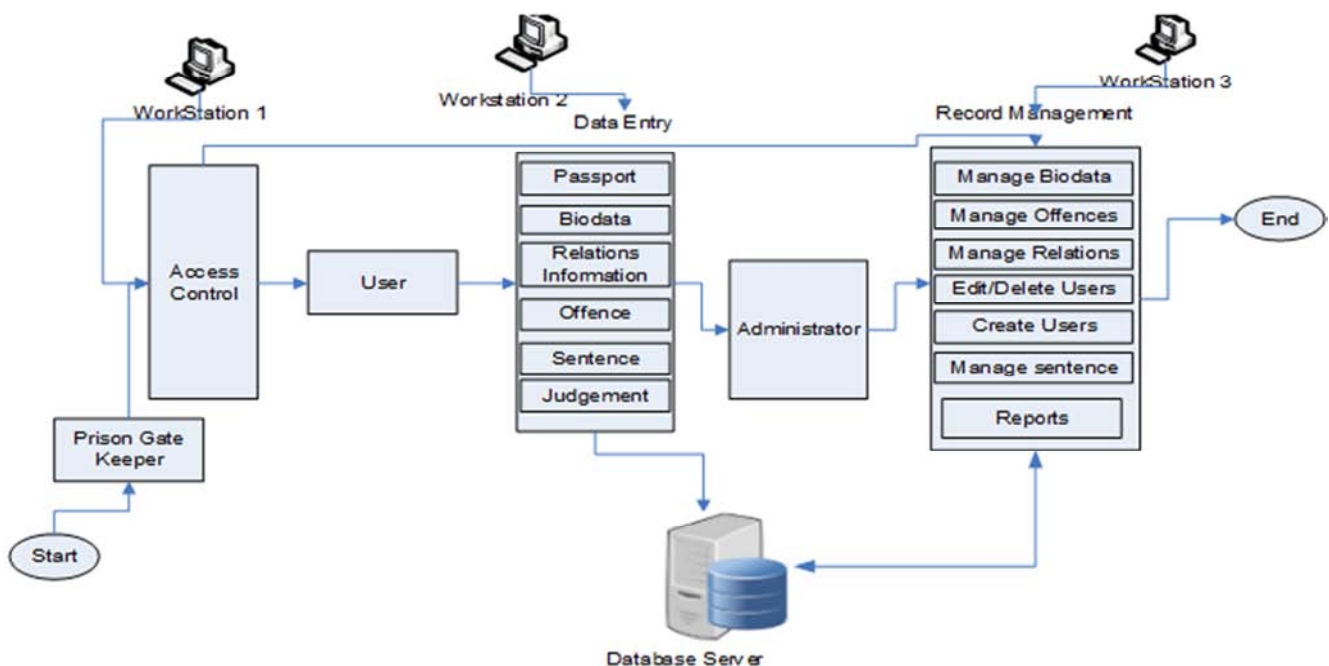 WorkStation 1
Workstation 2
WorkStation 3
Data Entry
Record Management
Access
Control
User
Passport
Biodata
Relations
Information
Offence
Sentence
Judgement
Administrator
Manage Biodata
Manage Offences
Manage Relations
Edit/Delete Users
Create Users
Manage sentence
Reports
End
Prison Gate
Keeper
Start
Database Server